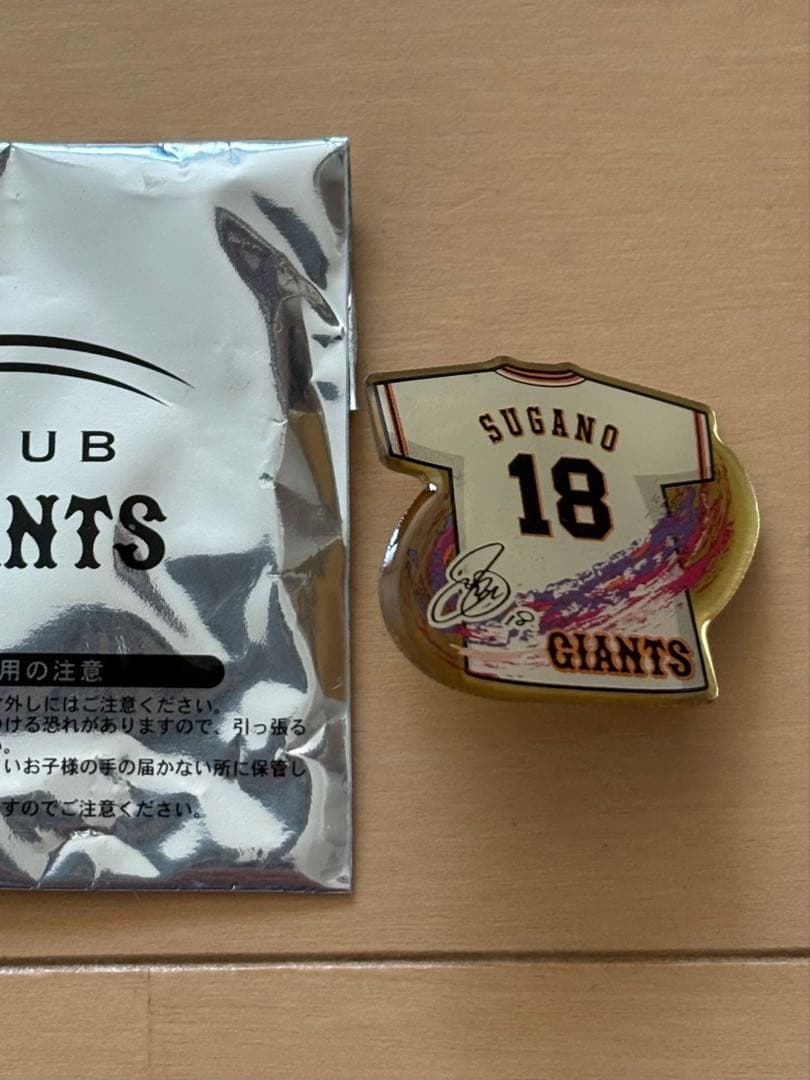 UB
ANTS
用の注意
外しにはご注意ください。
ける恐れがありますので、引っ張る
い。
いお子様の手の届かない所に保管し
すのでご注意ください。
SUGANO
18
18
GIANTS